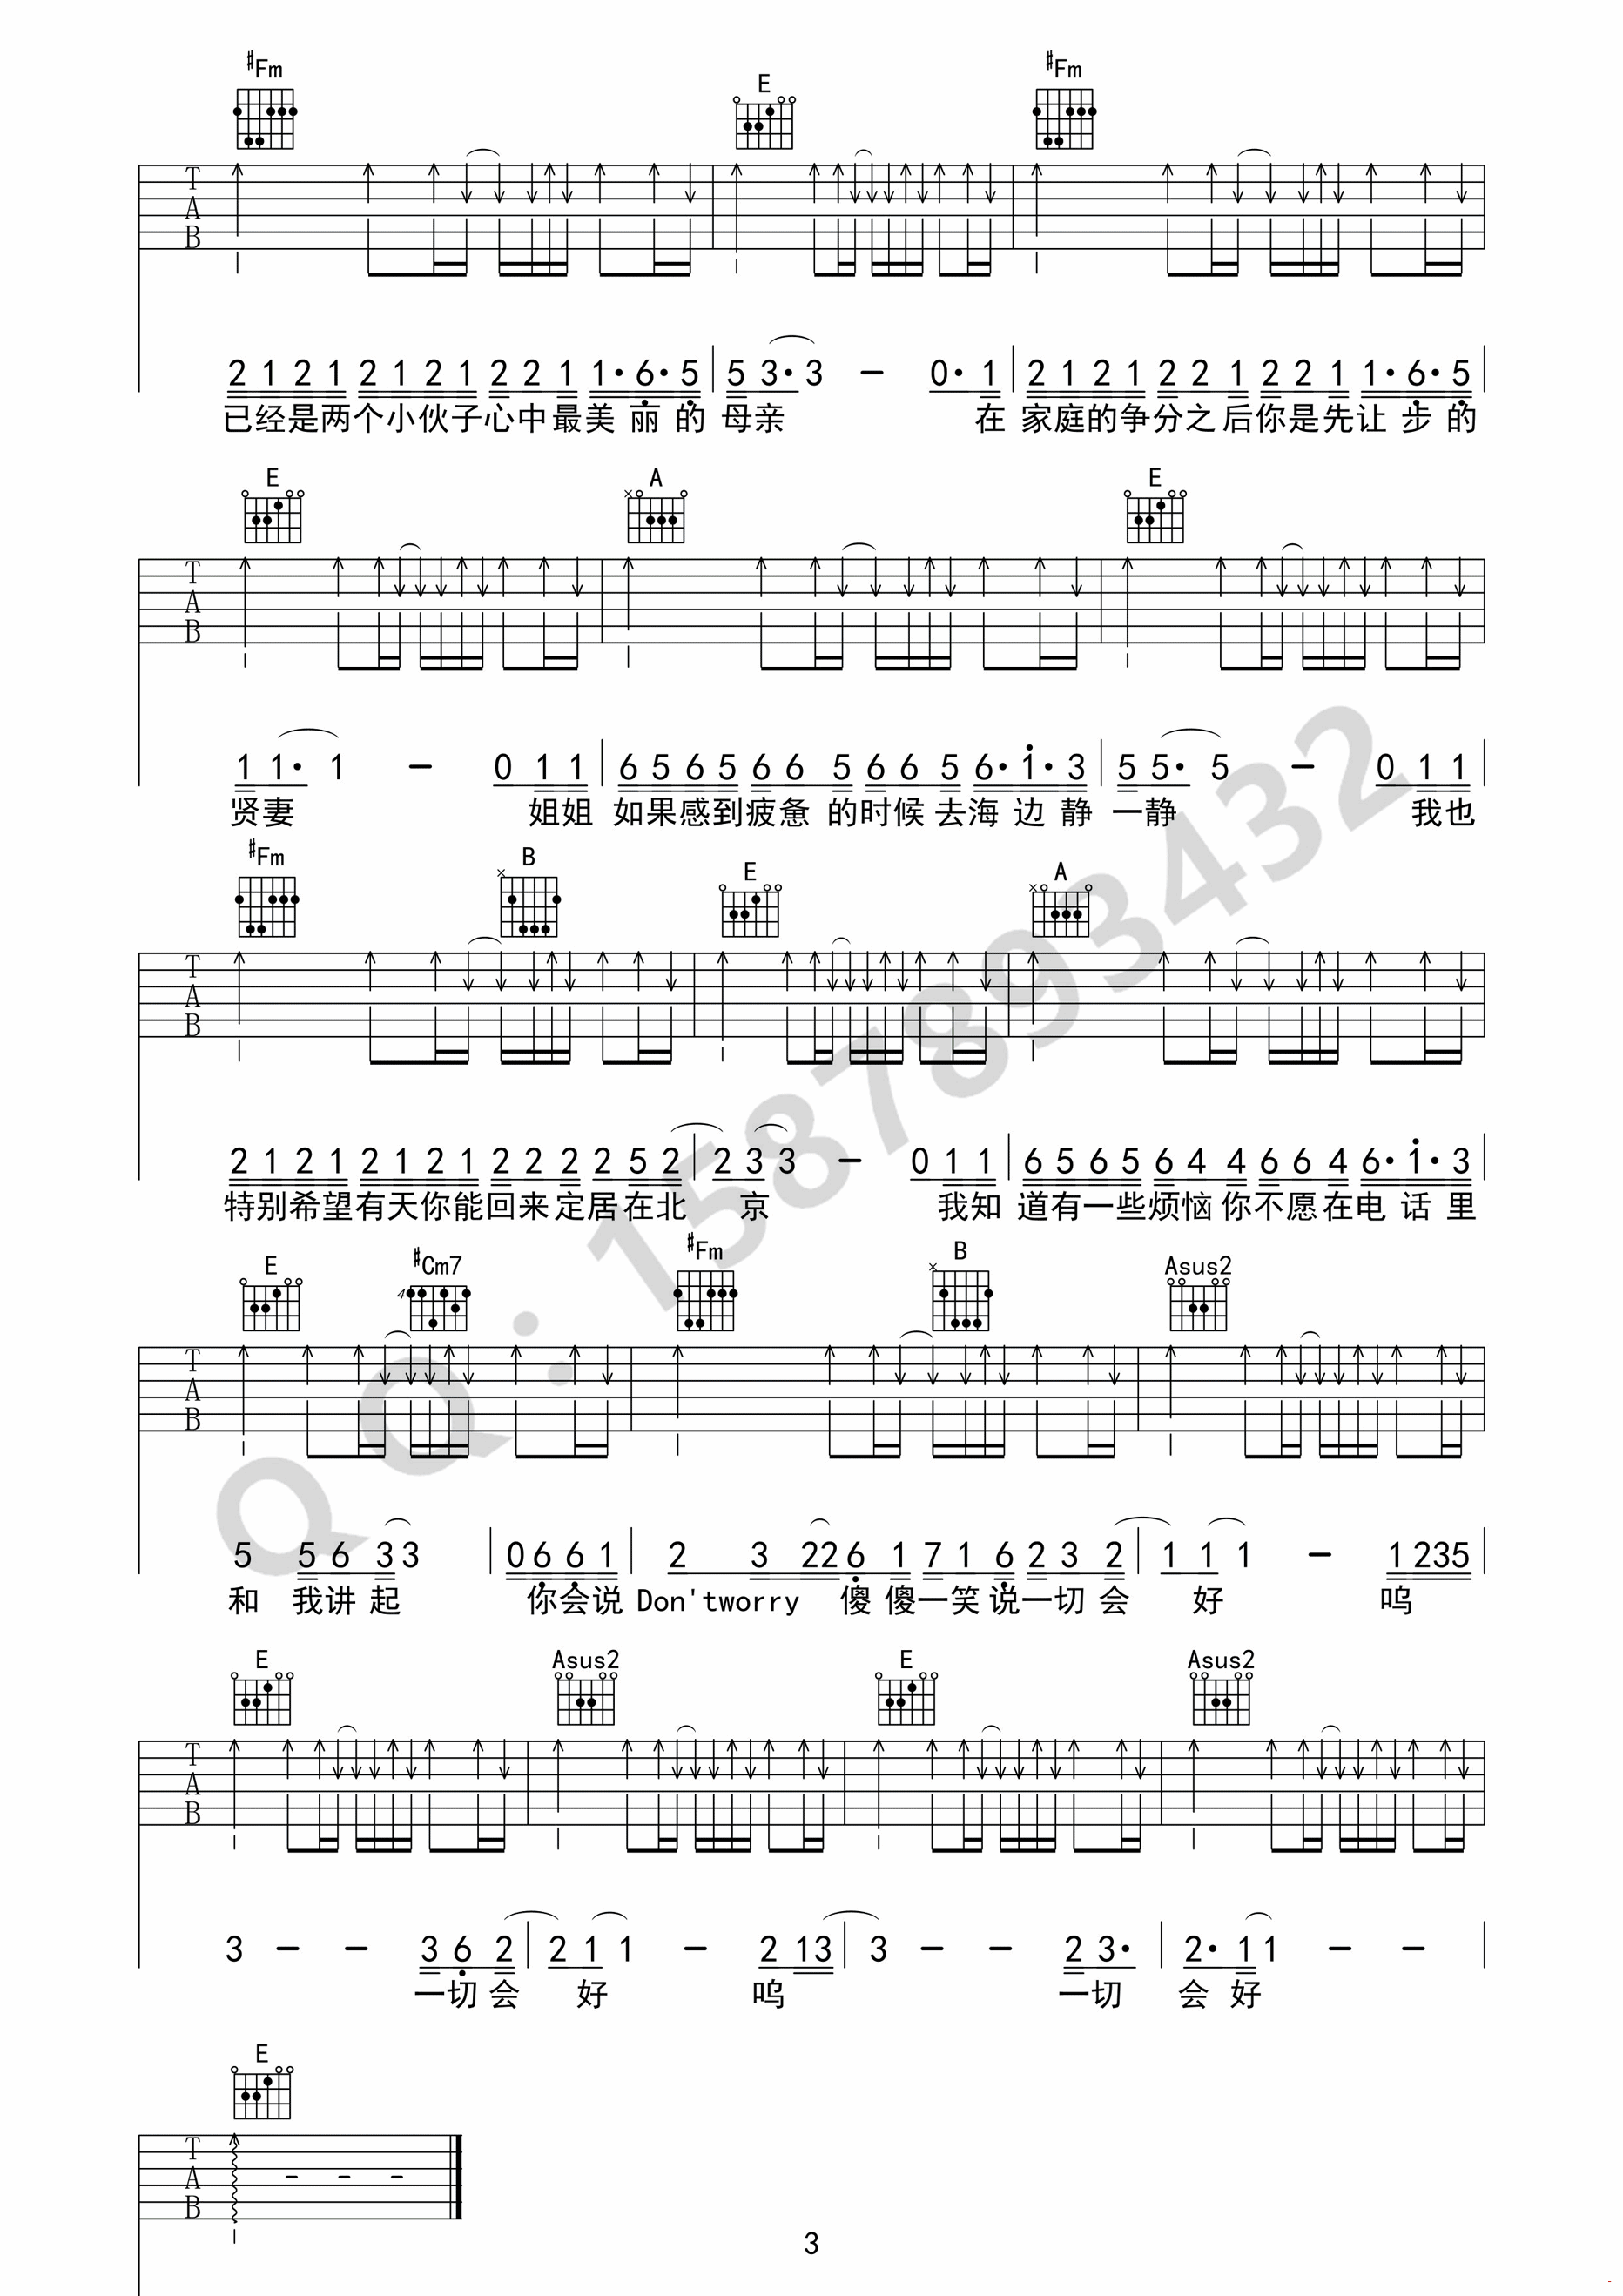 #Fm E #Fm
T A B
2 1 2 1 2 1 2 1 2 2 1 1· 6· 5 | 5 3· 3 - 0· 1 | 2 1 2 1 2 2 1 2 2 1 1· 6· 5 |
已经是两个小伙子心中最美 丽 的 母亲 在 家庭的争分之后你是先让 步 的
E A E
T A B
1 1· 1 - 0 1 1 | 6 5 6 5 6 6 5 6 6 5 6· 1· 3 | 5 5· 5 - 0 1 1 |
贤妻 姐姐 如果感到疲惫 的时候 去海 边 静 一静 我也
#Fm B E A
T A B
2 1 2 1 2 1 2 1 2 2 2 2 5 2 | 2 3 3 - 0 1 1 | 6 5 6 5 6 4 4 6 6 4 6· 1· 3 |
特别希望有天你能回来定居在北 京 我知 道有一些烦恼你不愿在电 话 里
E #Cm7 #Fm B Asus2
4
T A B
5 5 6 3 3 | 0 6 6 1 | 2 3 22 6 1 7 1 6 2 3 2 | 1 1 1 - 1235 |
和 我讲 起 你会说 Don'tworry 傻 傻一笑 说一切 会 好 呜
E Asus2 E Asus2
T A B
3 - - 3 6 2 | 2 1 1 - 2 13 | 3 - - 2 3· | 2· 1 1 - - |
一切 会 好 呜 一切 会 好
E
T A B
- - -
3
QQ:1587893432